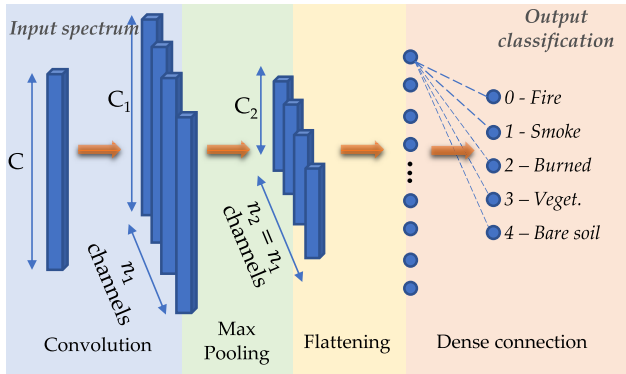 Input spectrum
Output
classification
C
C1
C2
n1
channels
n2 = n1
channels
0 - Fire
1 - Smoke
2 – Burned
3 – Veget.
4 – Bare soil
Convolution
Max
Pooling
Flattening
Dense connection